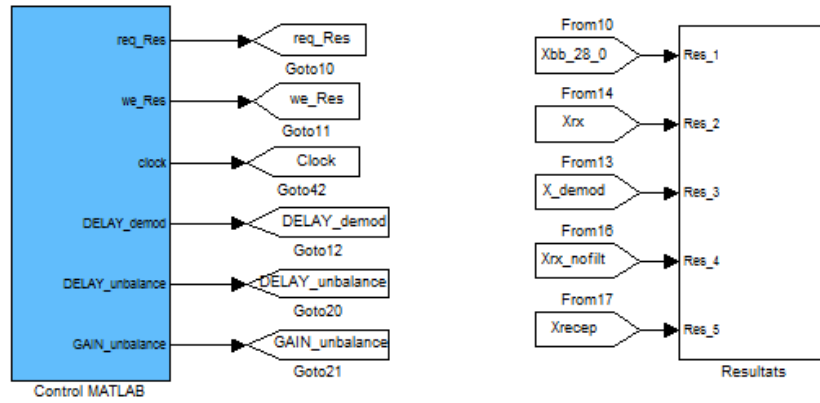 req_Res
req_Res
Goto10
we_Res
we_Res
Goto11
clock
Clock
Goto42
DELAY_demod
DELAY_demod
Goto12
DELAY_unbalance
DELAY_unbalance
Goto20
GAIN_unbalance
GAIN_unbalance
Goto21
Control MATLAB
From10
Xbb_28_0
Res_1
From14
Xrx
Res_2
From13
X_demod
Res_3
From16
Xrx_nofilt
Res_4
From17
Xrecep
Res_5
Resultats